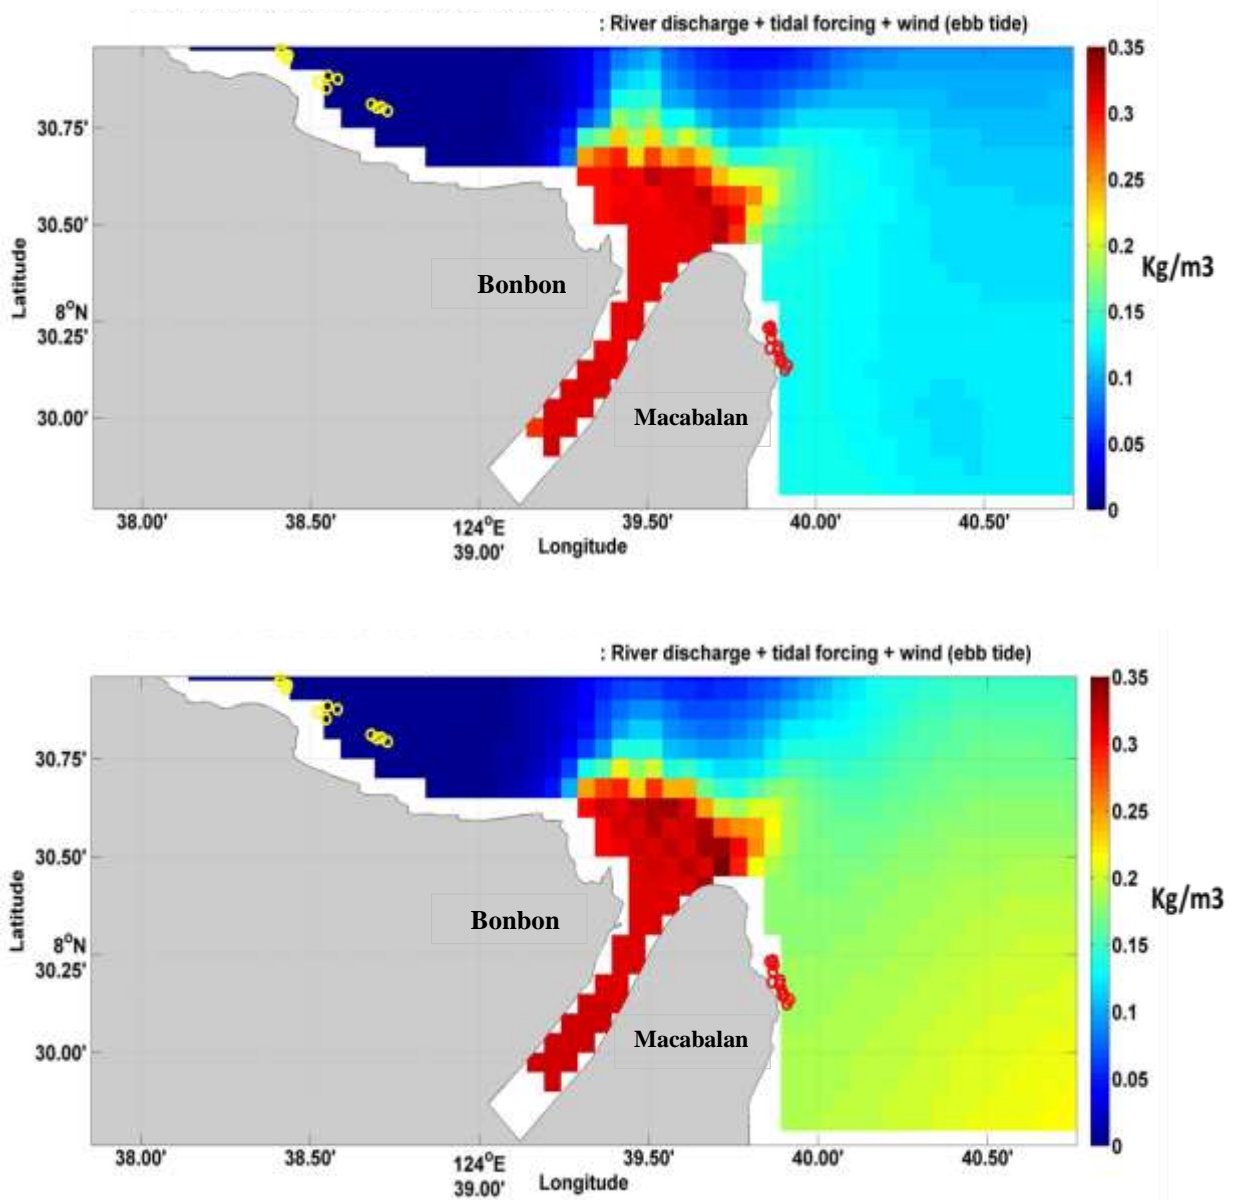 : River discharge + tidal forcing + wind (ebb tide)
0.35
0.3
0.25
0.2
0.15
0.1
0.05
0
Kg/m3
30.75'
30.50'
8°N
30.25'
30.00'
Latitude
Bonbon
Macabalan
38.00'
38.50'
124°E
39.00'
39.50'
40.00'
40.50'
Longitude
: River discharge + tidal forcing + wind (ebb tide)
0.35
0.3
0.25
0.2
0.15
0.1
0.05
0
Kg/m3
30.75'
30.50'
8°N
30.25'
30.00'
Latitude
Bonbon
Macabalan
38.00'
38.50'
124°E
39.00'
39.50'
40.00'
40.50'
Longitude